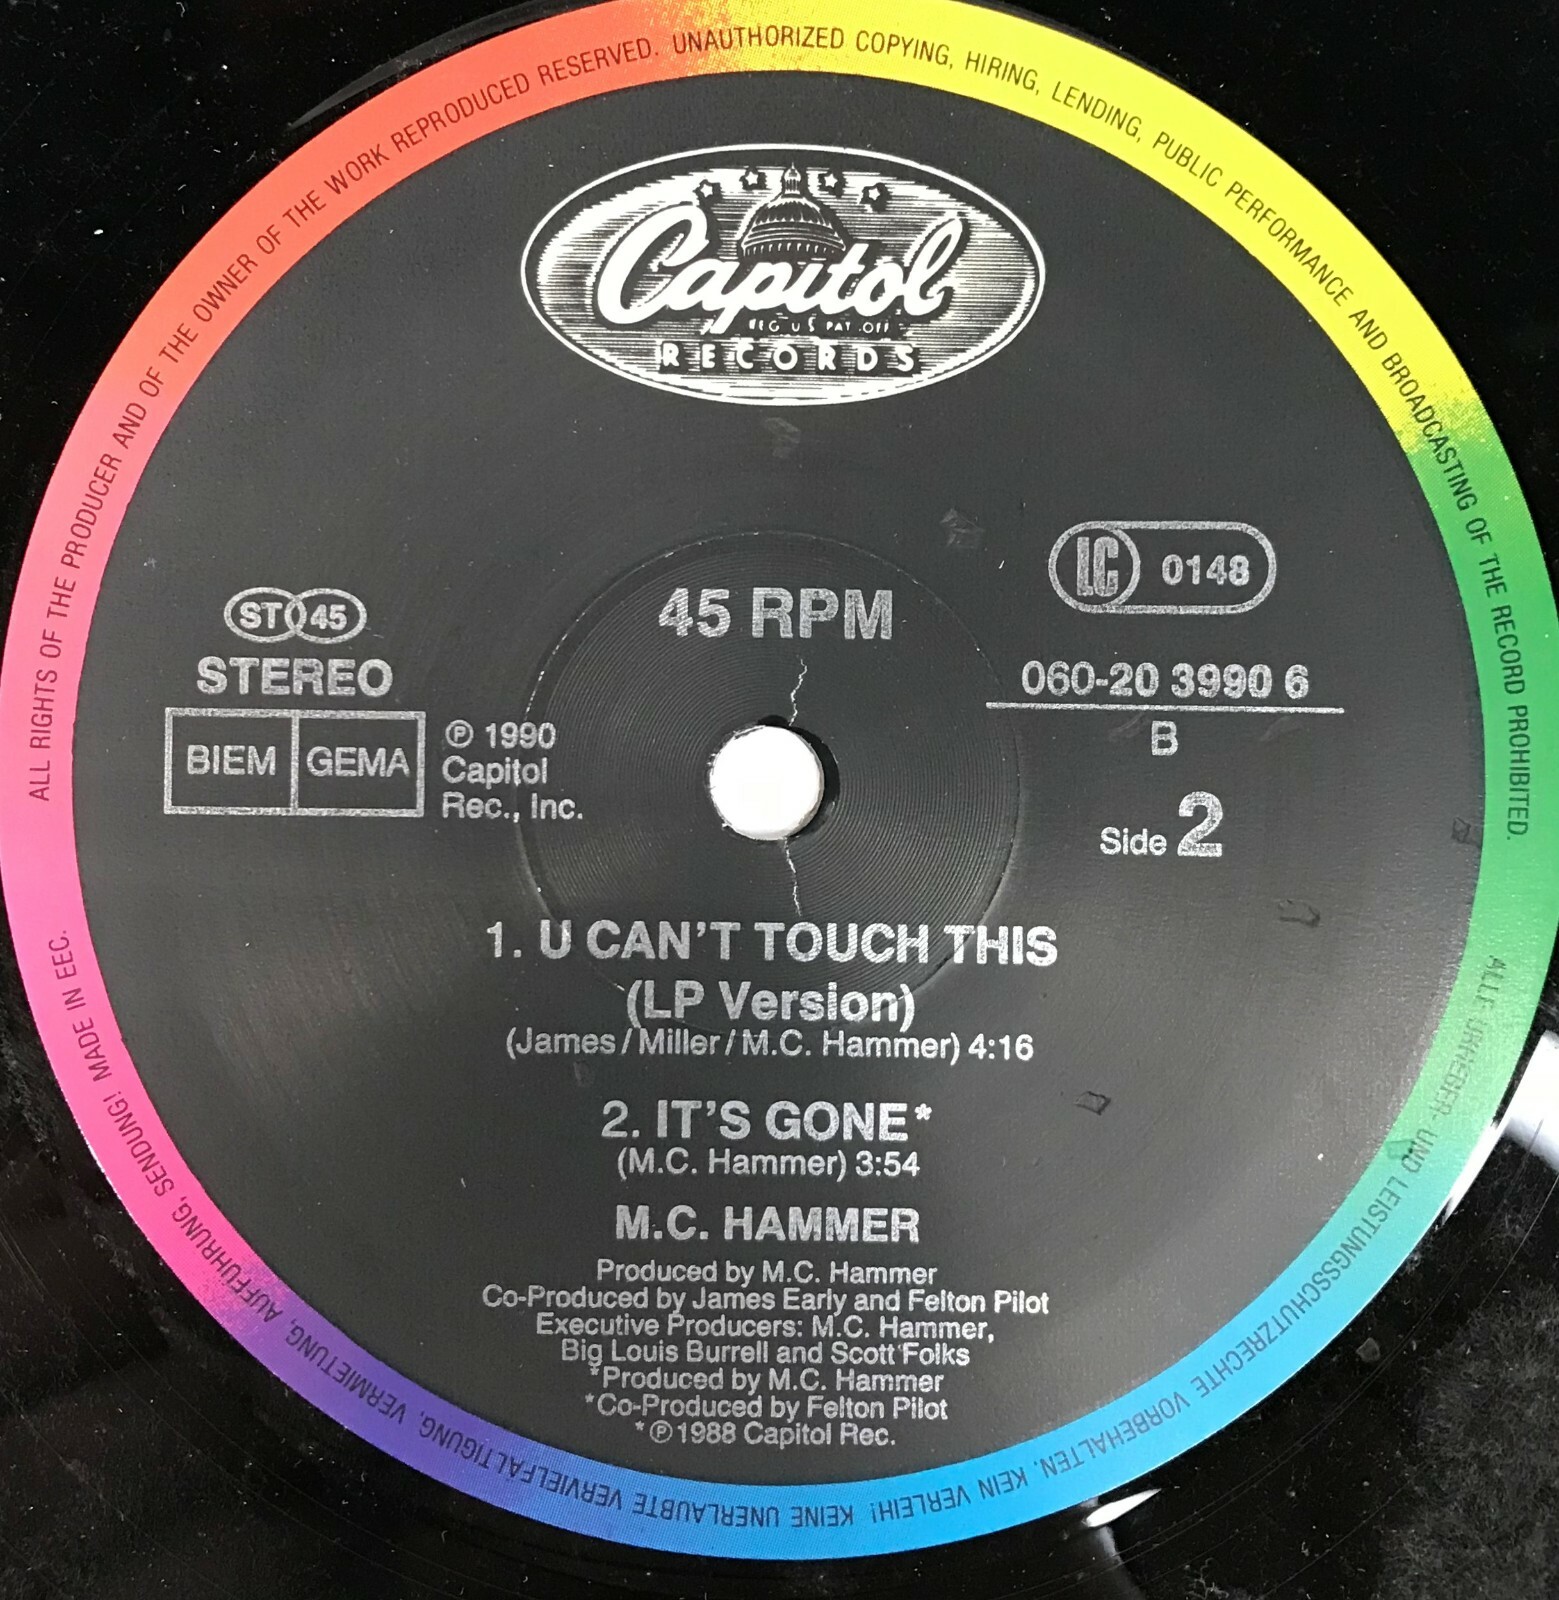 ALL RIGHTS OF THE PRODUCER AND OF THE OWNER OF THE WORK REPRODUCED RESERVED. UNAUTHORIZED COPYING, HIRING, LENDING, PUBLIC PERFORMANCE AND BROADCASTING OF THE RECORD PROHIBITED.
Capitol
REG U S PAT OFF
RECORDS
45 RPM
LC 0148
ST 45
STEREO
BIEM GEMA
℗ 1990
Capitol
Rec., Inc.
060-20 3990 6
B
Side 2
1. U CAN'T TOUCH THIS
(LP Version)
(James/Miller/M.C. Hammer) 4:16
2. IT'S GONE*
(M.C. Hammer) 3:54
M.C. HAMMER
Produced by M.C. Hammer
Co-Produced by James Early and Felton Pilot
Executive Producers: M.C. Hammer,
Big Louis Burrell and Scott Folks
*Produced by M.C. Hammer
*Co-Produced by Felton Pilot
*℗1988 Capitol Rec.
ALLE URHEBER- UND LEISTUNGSSCHUTZRECHTE VORBEHALTEN. KEIN VERLEIH! KEINE UNERLAUBTE VERVIELFÄLTIGUNG, VERMIETUNG, AUFFÜHRUNG, SENDUNG! MADE IN EEC.